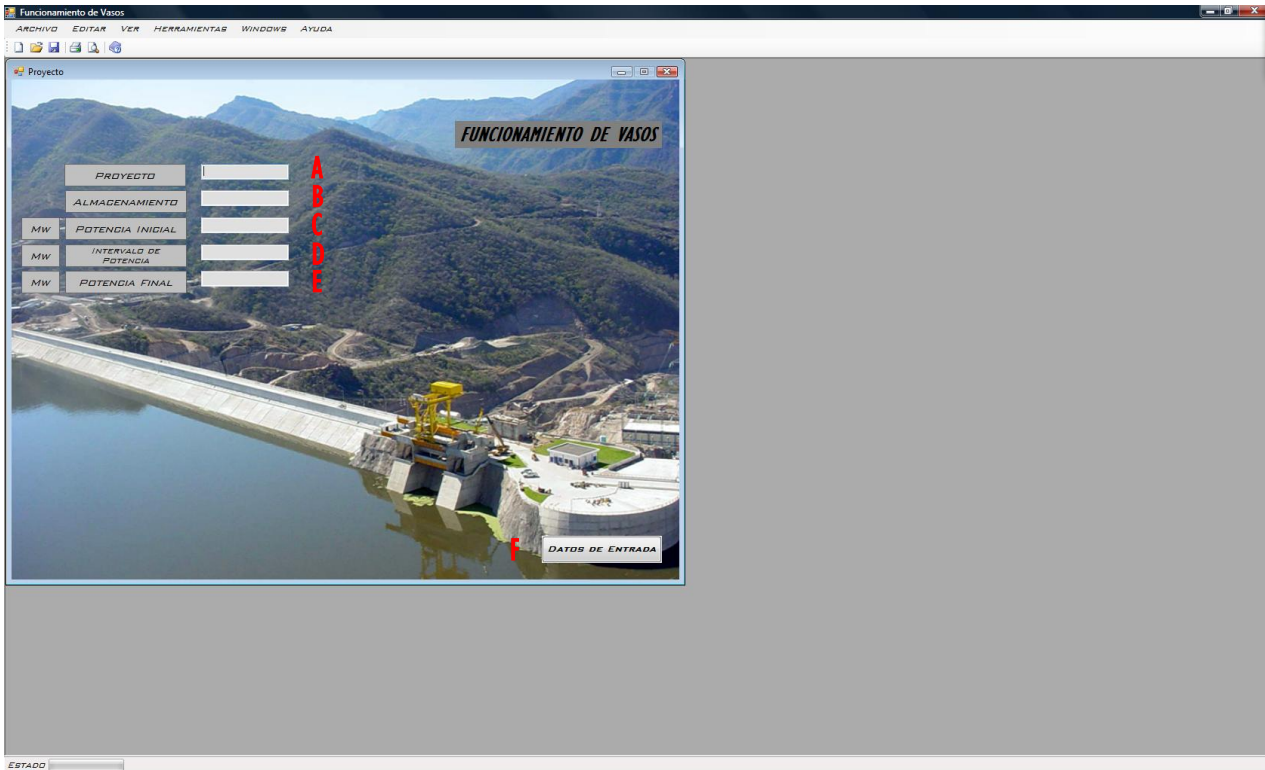 Funcionamiento de Vasos
ARCHIVO EDITAR VER HERRAMIENTAS WINDOWS AYUDA
Proyecto
FUNCIONAMIENTO DE VASOS
PROYECTO A
ALMACENAMIENTO B
MW POTENCIA INICIAL C
MW INTERVALO DE
POTENCIA D
MW POTENCIA FINAL E
F DATOS DE ENTRADA
ESTADO